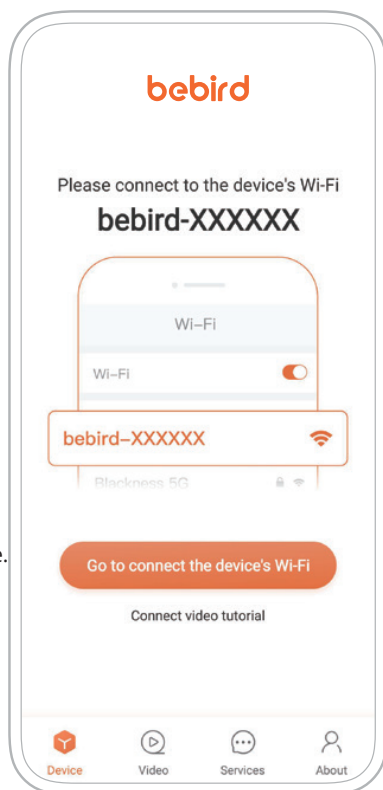 bebird
Please connect to the device's Wi-Fi
bebird-XXXXXX
Wi-Fi
Wi-Fi
bebird-XXXXXX
Blackness 5G
e.
Go to connect the device's Wi-Fi
Connect video tutorial
Device Video Services About